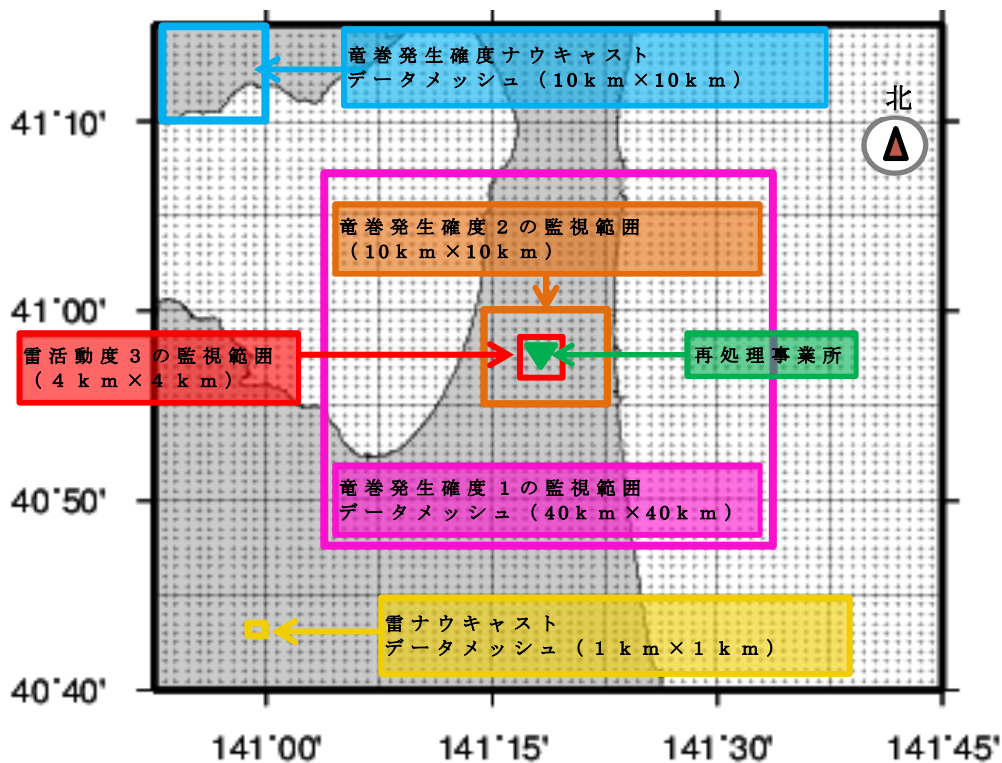 竜巻発生確度ナウキャスト
データメッシュ（10km×10km）
北
41°10'
竜巻発生確度２の監視範囲
（10km×10km）
41°00'
雷活動度３の監視範囲
（４km×４km）
再処理事業所
竜巻発生確度１の監視範囲
データメッシュ（40km×40km）
40°50'
雷ナウキャスト
データメッシュ（１km×１km）
40°40'
141°00' 141°15' 141°30' 141°45'